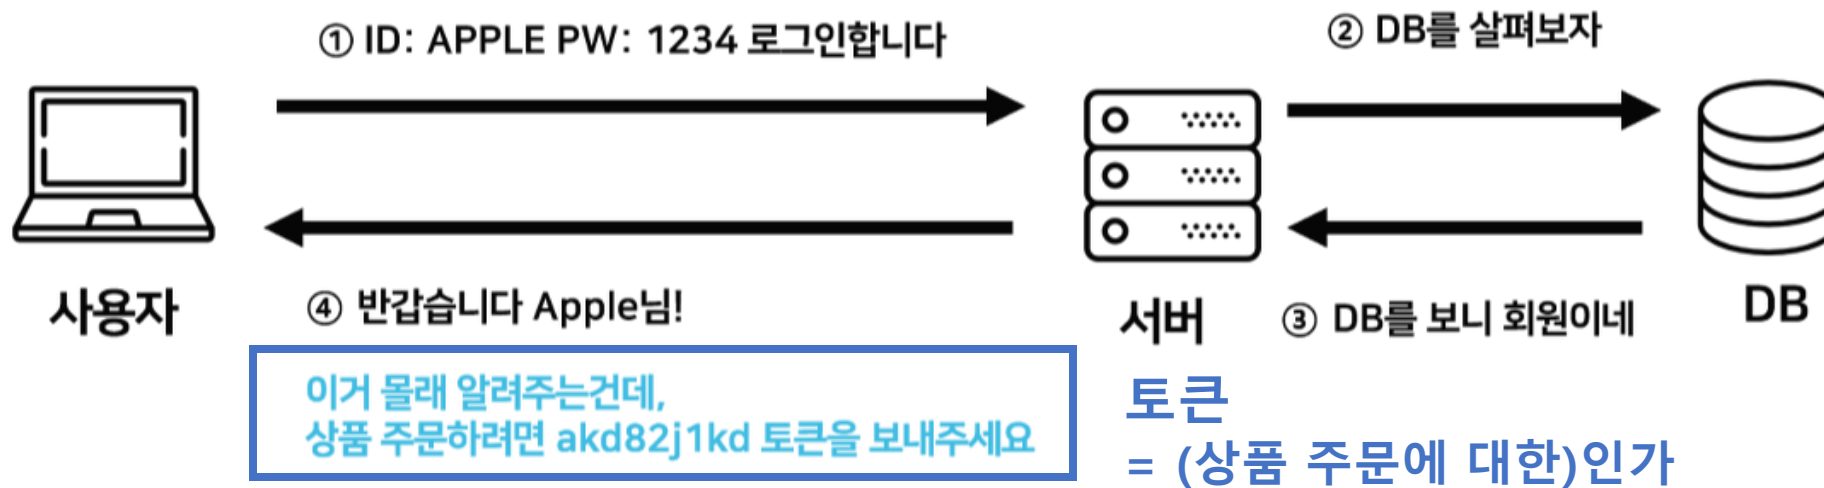 ① ID: APPLE PW: 1234 로그인합니다
② DB를 살펴보자
사용자
④ 반갑습니다 Apple님!
서버
③ DB를 보니 회원이네
DB
이거 몰래 알려주는건데,
상품 주문하려면 akd82j1kd 토큰을 보내주세요
토큰
= (상품 주문에 대한)인가